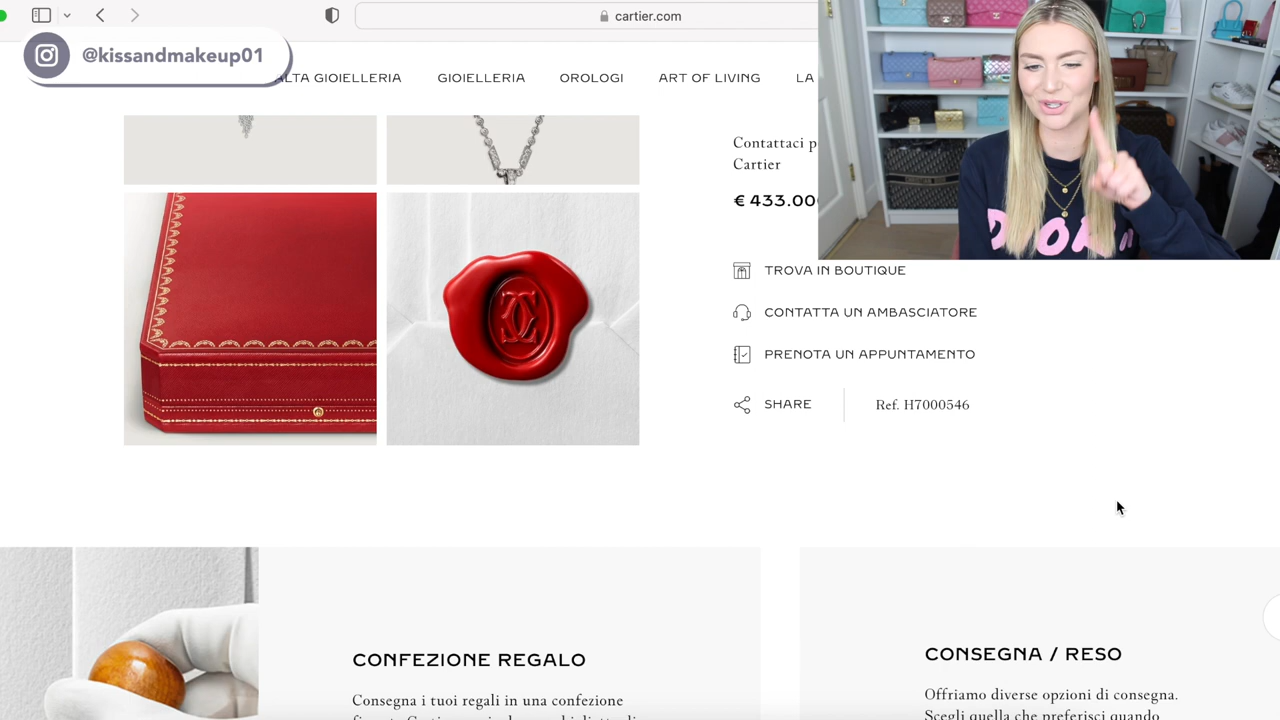 cartier.com
@kissandmakeup01
ALTA GIOIELLERIA
GIOIELLERIA
OROLOGI
ART OF LIVING
LA
Contattaci
Cartier
€ 433.00
TROVA IN BOUTIQUE
CONTATTA UN AMBASCIATORE
PRENOTA UN APPUNTAMENTO
SHARE
Ref. H7000546
CONFEZIONE REGALO
Consegna i tuoi regali in una confezione
CONSEGNA / RESO
Offriamo diverse opzioni di consegna.
Scegli quella che preferisci quando